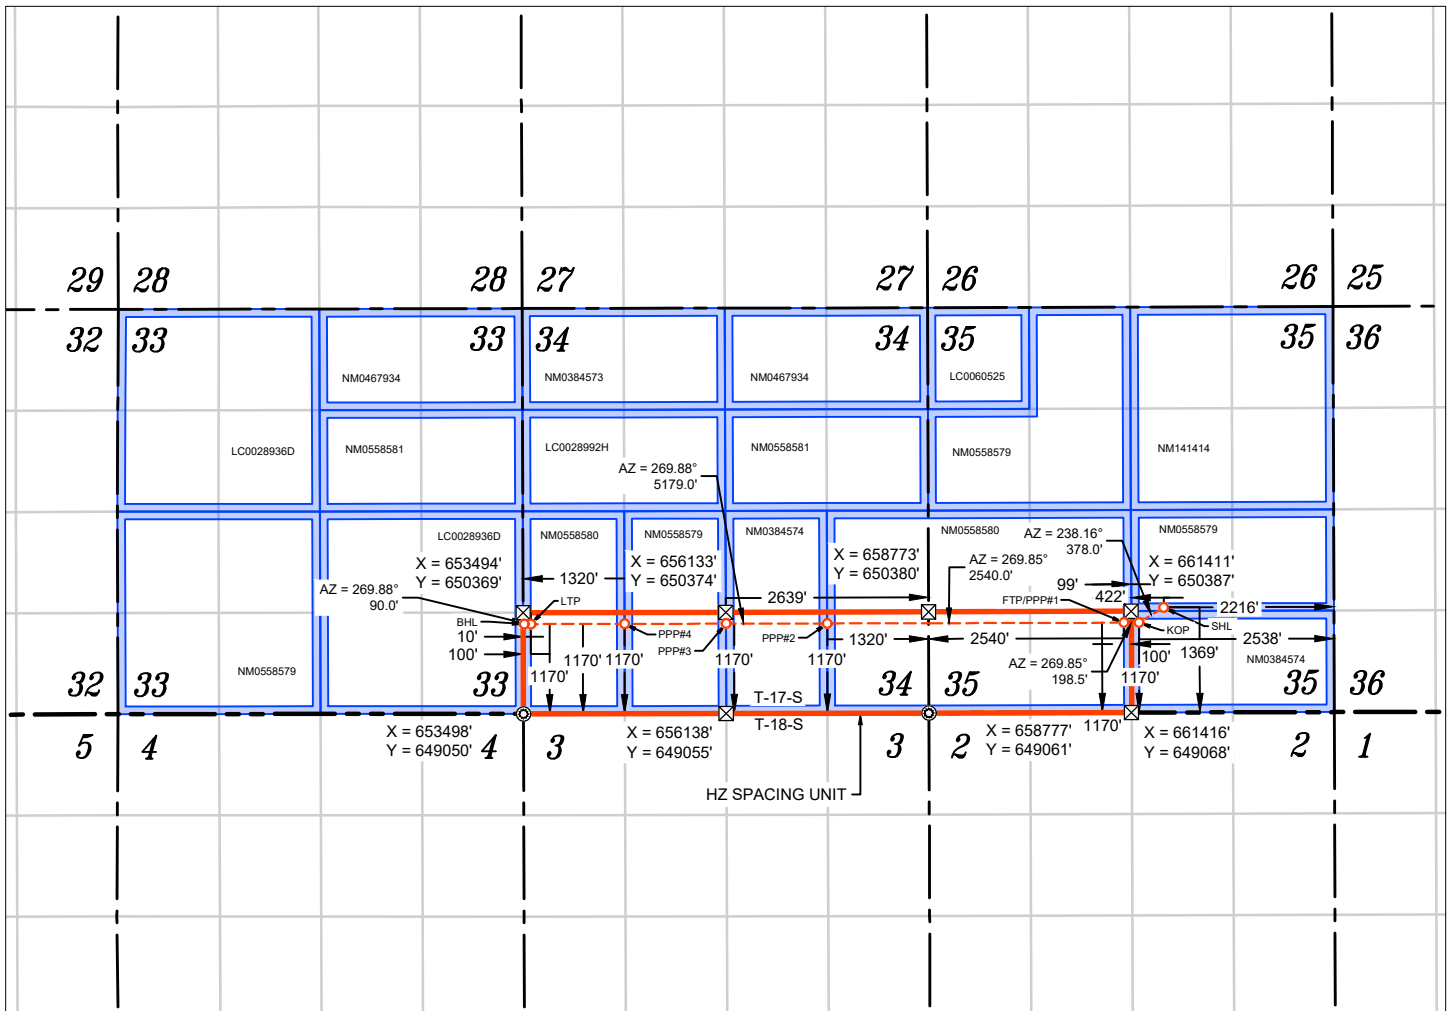 29 28 28 27 27 26 26 25
32 33 33 34 34 35 35 36
NM0467934
NM0384573
NM0467934
LC0060525
LC0028936D
NM0558581
LC0028992H
NM0558581
NM0558579
NM141414
AZ = 269.88°
5179.0'
LC0028936D
NM0558580
NM0558579
NM0384574
NM0558580
NM0558579
AZ = 238.16°
378.0'
X = 653494'
Y = 650369'
X = 656133'
Y = 650374'
X = 658773'
Y = 650380'
AZ = 269.85°
2540.0'
X = 661411'
Y = 650387'
AZ = 269.88°
90.0'
1320'
2639'
99'
422'
2216'
LTP
FTP/PPP#1
BHL
10'
100'
PPP#4
PPP#3
PPP#2
1320'
2540'
KOP
SHL
2538'
1170'
1170'
1170'
1170'
1170'
AZ = 269.85°
198.5'
100'
1369'
1170'
NM0384574
NM0558579
32 33 33 34 35 35 36
T-17-S
T-18-S
1170'
5 4 4 3 3 2 2 1
X = 653498'
Y = 649050'
X = 656138'
Y = 649055'
X = 658777'
Y = 649061'
X = 661416'
Y = 649068'
HZ SPACING UNIT